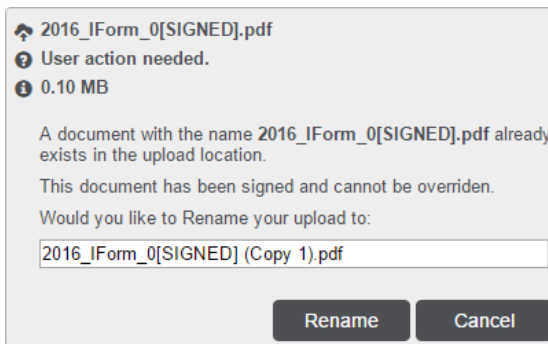 2016_IForm_0[SIGNED].pdf
User action needed.
0.10 MB
A document with the name 2016_IForm_0[SIGNED].pdf already
exists in the upload location.
This document has been signed and cannot be overriden.
Would you like to Rename your upload to:
2016_IForm_0[SIGNED] (Copy 1).pdf
Rename Cancel